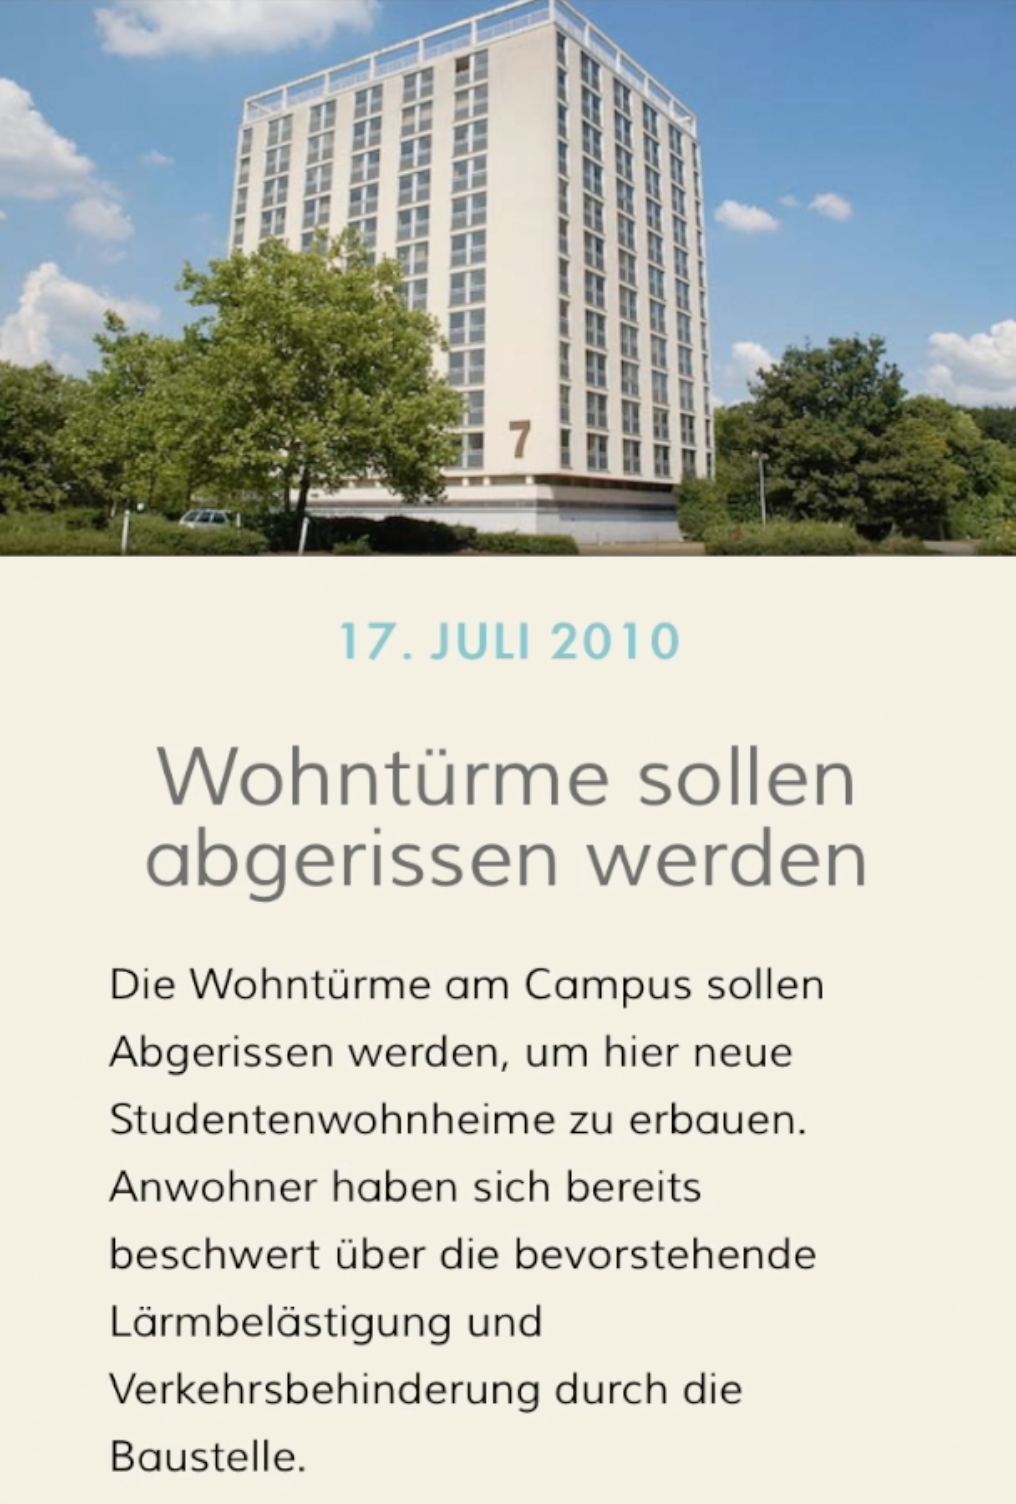 7
17. JULI 2010
Wohntürme sollen
abgerissen werden
Die Wohntürme am Campus sollen
Abgerissen werden, um hier neue
Studentenwohnheime zu erbauen.
Anwohner haben sich bereits
beschwert über die bevorstehende
Lärmbelästigung und
Verkehrsbehinderung durch die
Baustelle.